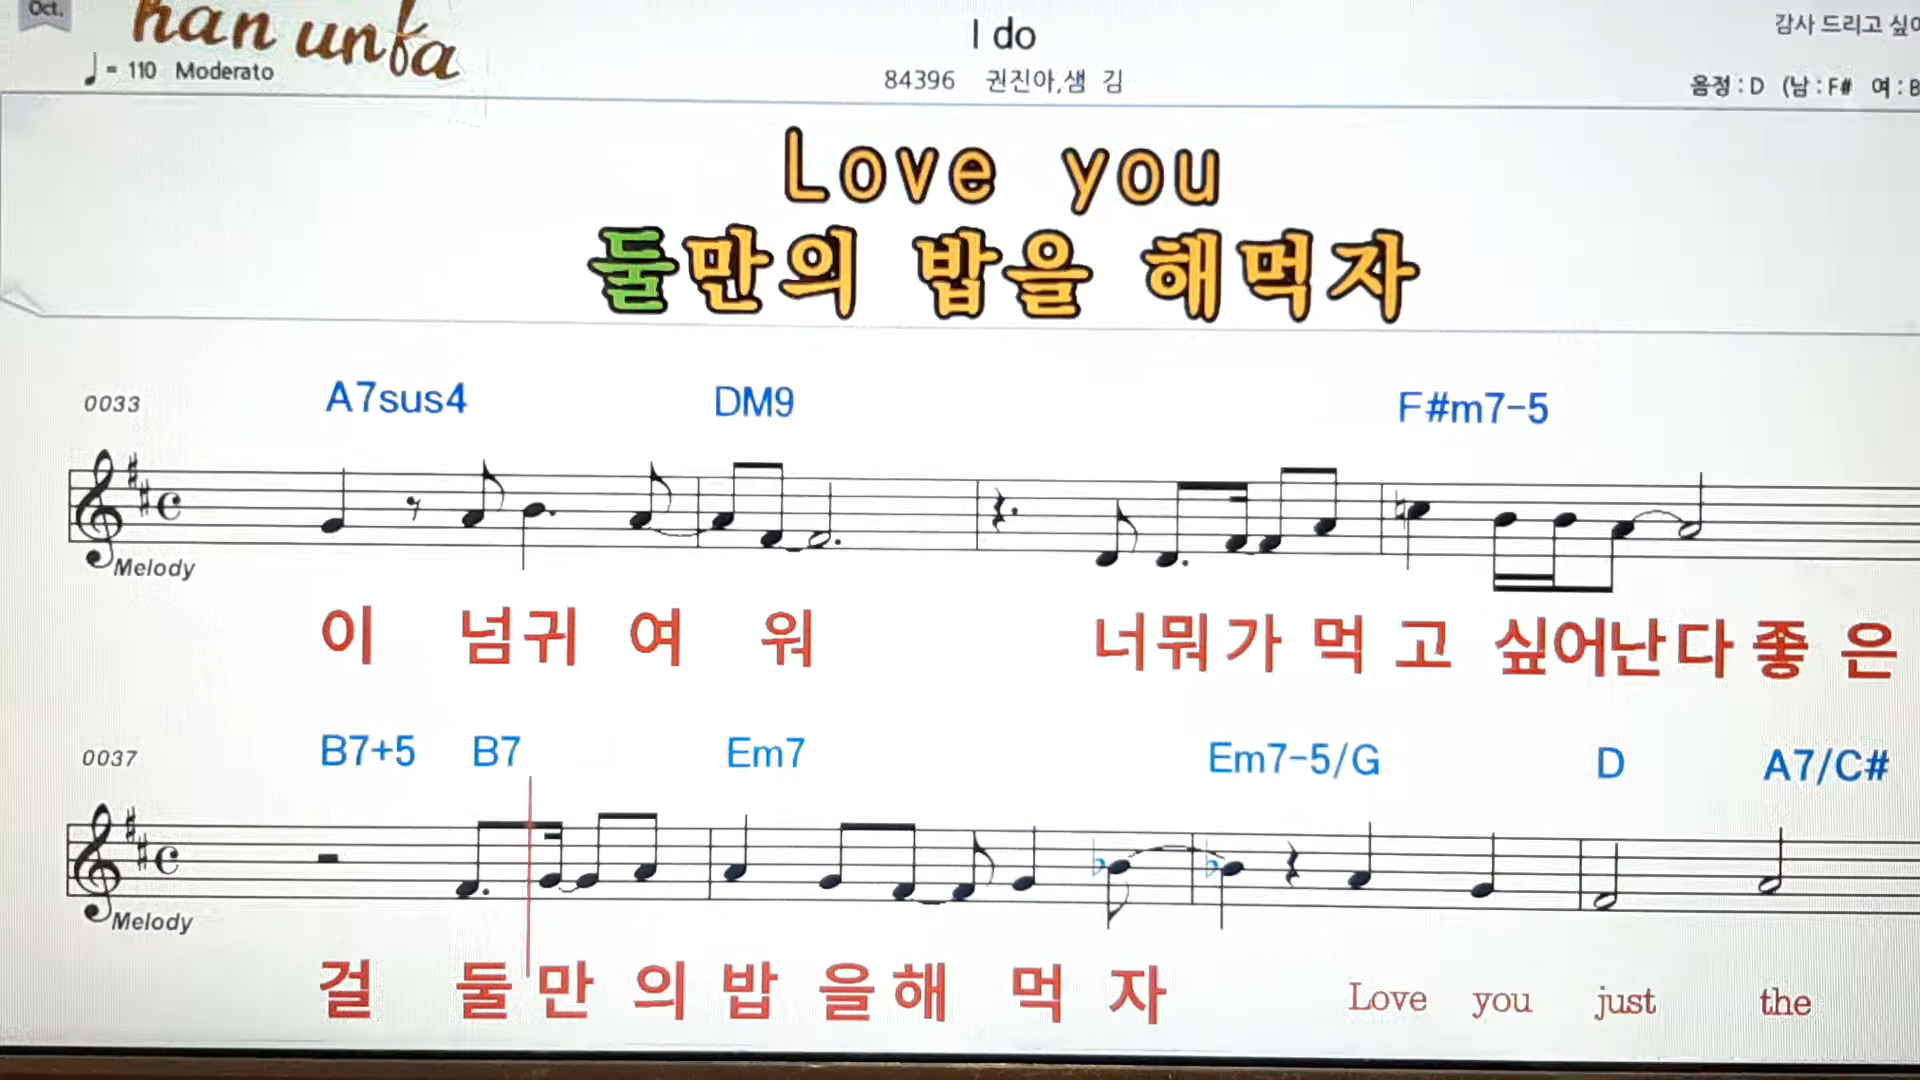 Oct.
han unfa
I do
감사 드리고 싶어
♩= 110 Moderato
84396 권진아,샘 김
음정 : D (남 : F# 여 : B
Love you
둘만의 밥을 해먹자
0033 A7sus4 DM9 F#m7-5
Melody
이 넘귀 여 워 너뭐가 먹 고 싶어난다 좋 은
0037 B7+5 B7 Em7 Em7-5/G D A7/C#
Melody
걸 둘만 의 밥 을해 먹 자 Love you just the